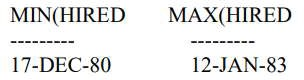 MIN(HIRED MAX(HIRED
--------- ---------
17-DEC-80 12-JAN-83